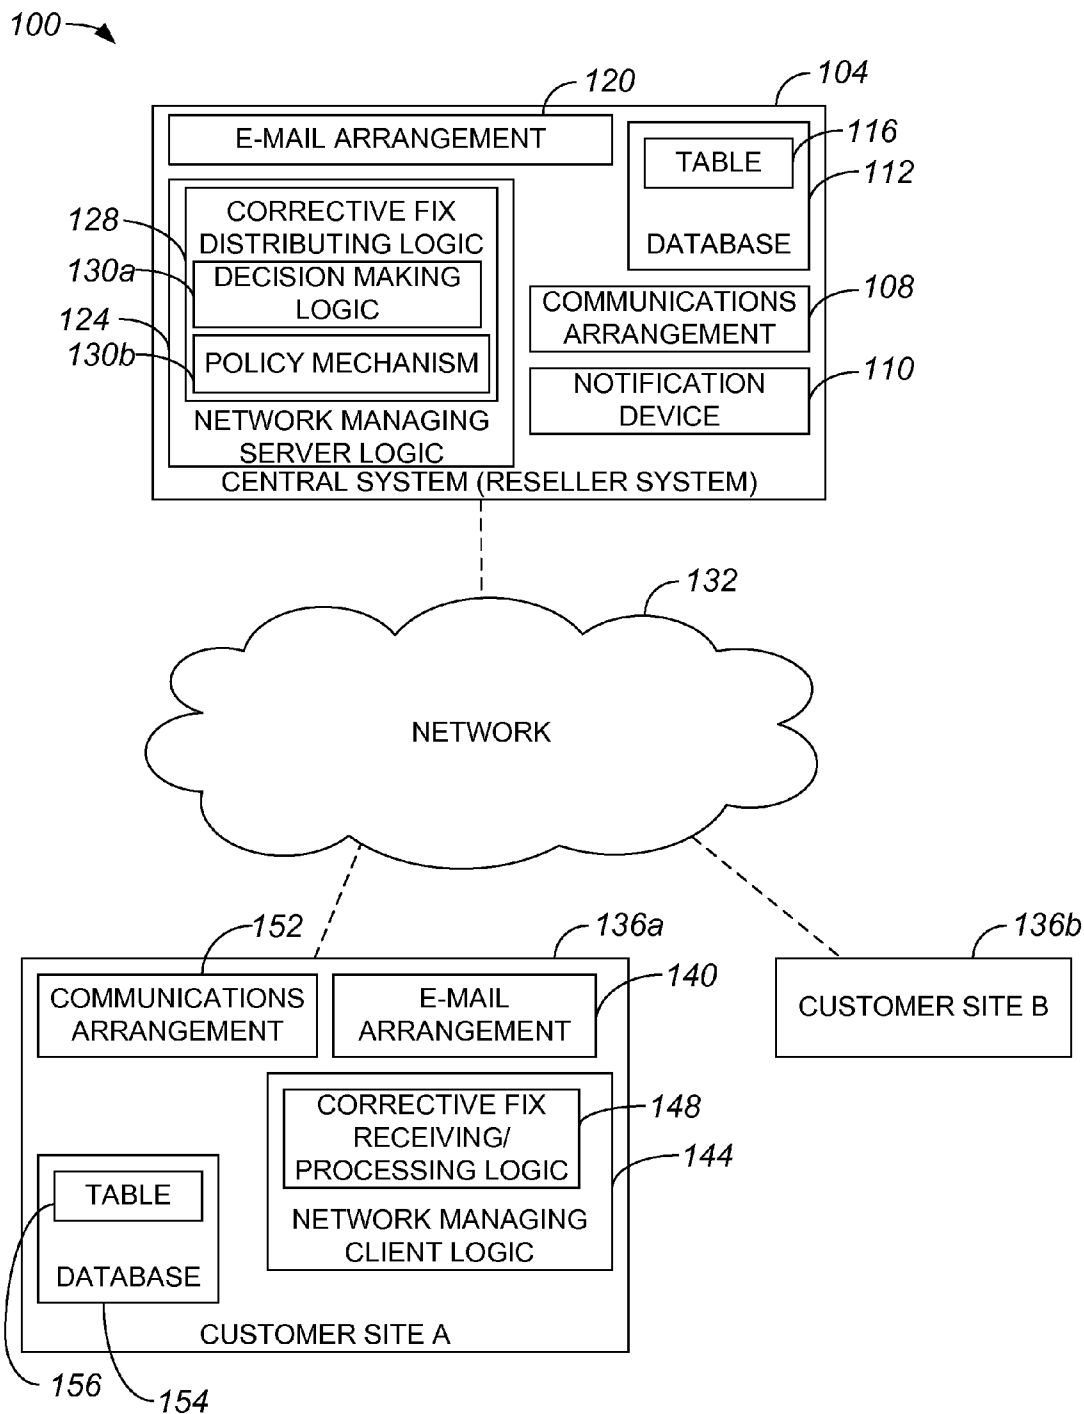 100
120
104
E-MAIL ARRANGEMENT
116
TABLE
112
128
CORRECTIVE FIX
DISTRIBUTING LOGIC
DATABASE
130a
DECISION MAKING
LOGIC
COMMUNICATIONS
ARRANGEMENT
108
124
130b
POLICY MECHANISM
NOTIFICATION
DEVICE
110
NETWORK MANAGING
SERVER LOGIC
CENTRAL SYSTEM (RESELLER SYSTEM)
132
NETWORK
152
136a
136b
COMMUNICATIONS
ARRANGEMENT
E-MAIL
ARRANGEMENT
140
CUSTOMER SITE B
CORRECTIVE FIX
RECEIVING/
PROCESSING LOGIC
148
144
TABLE
NETWORK MANAGING
CLIENT LOGIC
DATABASE
CUSTOMER SITE A
156
154